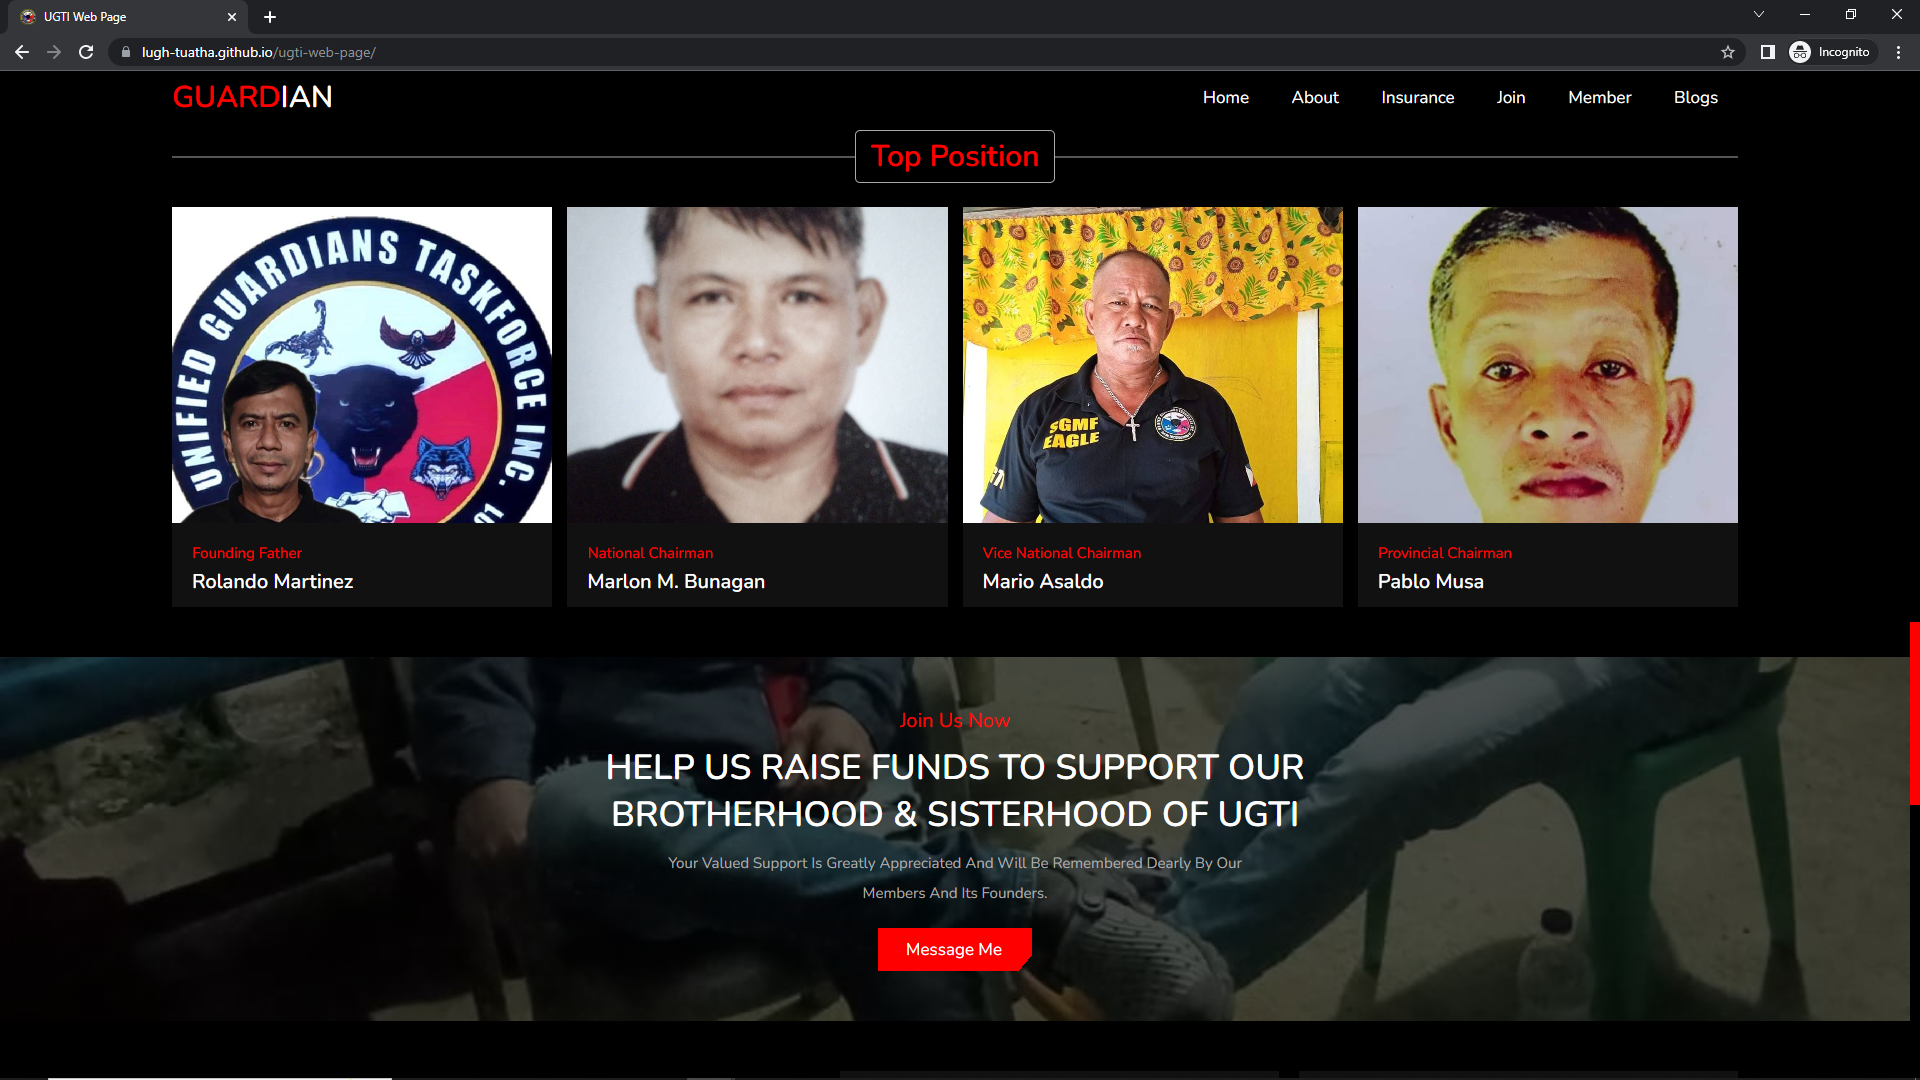 UGTI Web Page
lugh-tuatha.github.io/ugti-web-page/
Incognito
GUARDIAN
Home
About
Insurance
Join
Member
Blogs
Top Position
UNIFIED GUARDIANS TASKFORCE INC.
SGMF
EAGLE
Founding Father
Rolando Martinez
National Chairman
Marlon M. Bunagan
Vice National Chairman
Mario Asaldo
Provincial Chairman
Pablo Musa
Join Us Now
HELP US RAISE FUNDS TO SUPPORT OUR
BROTHERHOOD & SISTERHOOD OF UGTI
Your Valued Support Is Greatly Appreciated And Will Be Remembered Dearly By Our
Members And Its Founders.
Message Me